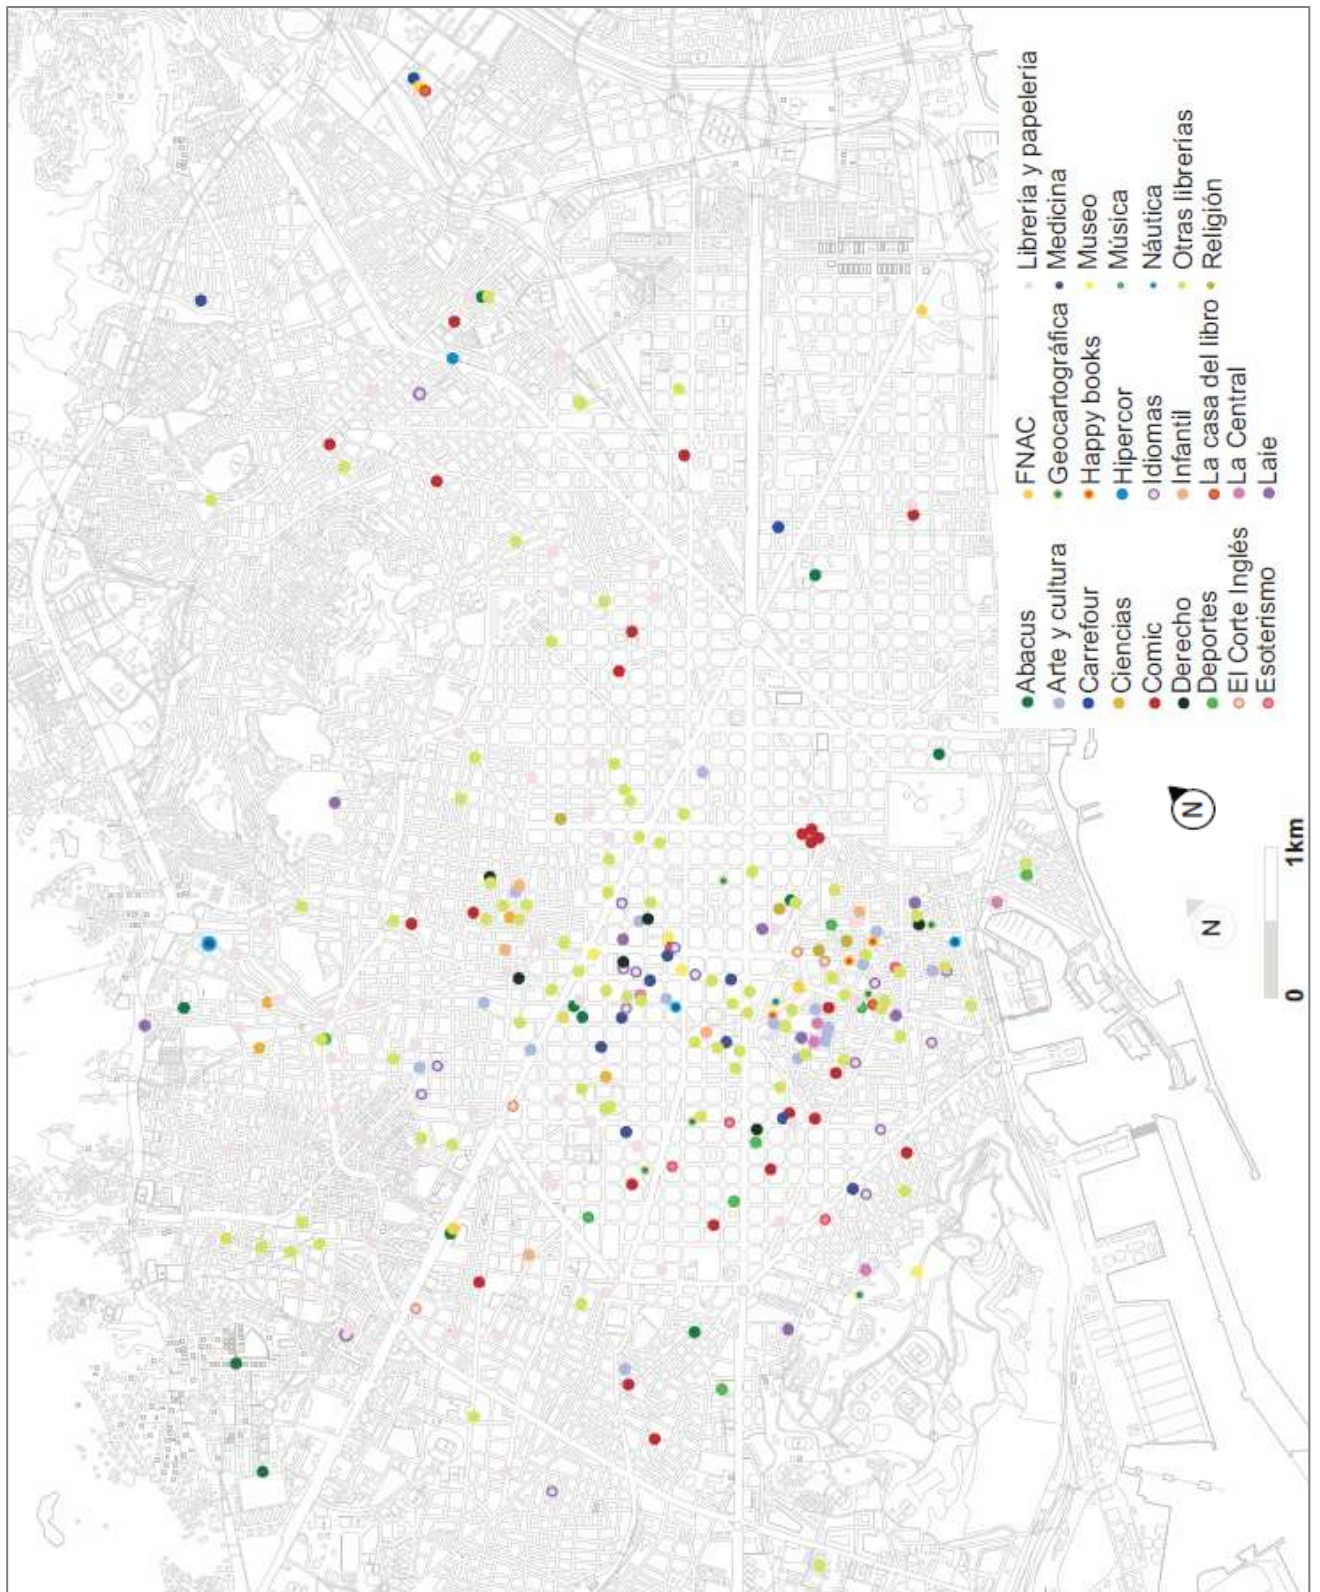 Abacus
Arte y cultura
Carrefour
Ciencias
Comic
Derecho
Deportes
El Corte Inglés
Esoterismo
FNAC
Geocartográfica
Happy books
Hipercor
Idiomas
Infantil
La casa del libro
La Central
Laie
Librería y papelería
Medicina
Museo
Música
Náutica
Otras librerías
Religión
N
N
0
1km